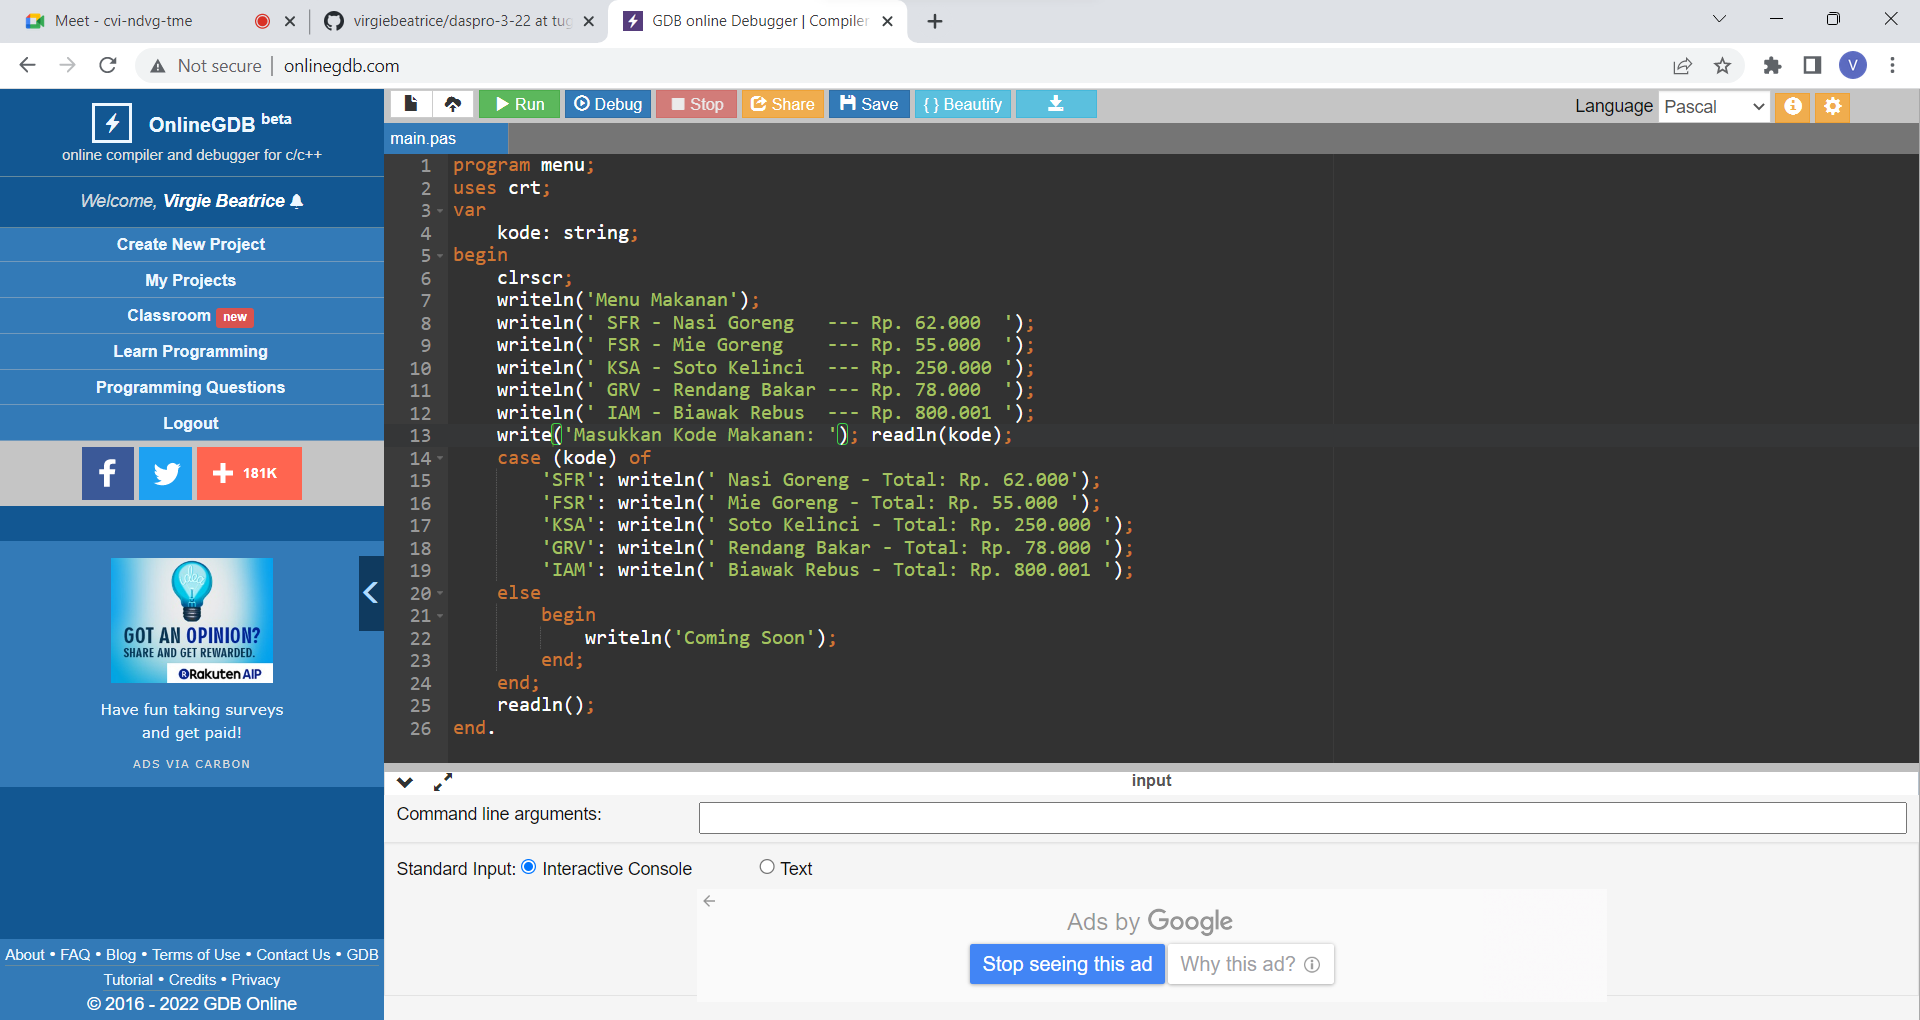 Meet - cvi-ndvg-tme
virgiebeatrice/daspro-3-22 at tug
GDB online Debugger | Compiler
Not secure | onlinegdb.com
V
OnlineGDB beta
online compiler and debugger for c/c++
Welcome, Virgie Beatrice
Create New Project
My Projects
Classroom new
Learn Programming
Programming Questions
Logout
f
+ 181K
idea
GOT AN OPINION?
SHARE AND GET REWARDED.
Rakuten AIP
Have fun taking surveys
and get paid!
ADS VIA CARBON
About • FAQ • Blog • Terms of Use • Contact Us • GDB
Tutorial • Credits • Privacy
© 2016 - 2022 GDB Online
Run
Debug
Stop
Share
Save
{ } Beautify
Language Pascal
main.pas
1 program menu;
2 uses crt;
3 var
4 kode: string;
5 begin
6 clrscr;
7 writeln('Menu Makanan');
8 writeln(' SFR - Nasi Goreng   --- Rp. 62.000  ');
9 writeln(' FSR - Mie Goreng    --- Rp. 55.000  ');
10 writeln(' KSA - Soto Kelinci  --- Rp. 250.000 ');
11 writeln(' GRV - Rendang Bakar --- Rp. 78.000  ');
12 writeln(' IAM - Biawak Rebus  --- Rp. 800.001 ');
13 write('Masukkan Kode Makanan: '); readln(kode);
14 case (kode) of
15 'SFR': writeln(' Nasi Goreng - Total: Rp. 62.000');
16 'FSR': writeln(' Mie Goreng - Total: Rp. 55.000 ');
17 'KSA': writeln(' Soto Kelinci - Total: Rp. 250.000 ');
18 'GRV': writeln(' Rendang Bakar - Total: Rp. 78.000 ');
19 'IAM': writeln(' Biawak Rebus - Total: Rp. 800.001 ');
20 else
21 begin
22 writeln('Coming Soon');
23 end;
24 end;
25 readln();
26 end.
input
Command line arguments:
Standard Input: Interactive Console Text
Ads by Google
Stop seeing this ad
Why this ad?